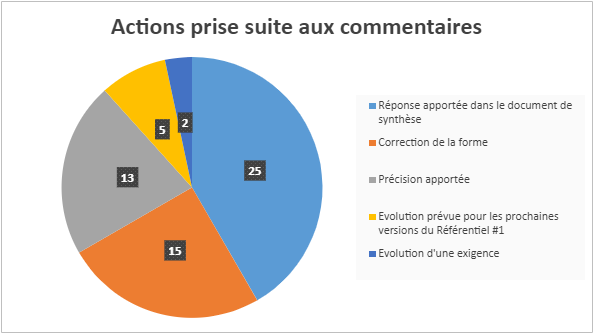 Actions prise suite aux commentaires
25
15
13
5
2
Réponse apportée dans le document de
synthèse
Correction de la forme
Précision apportée
Evolution prévue pour les prochaines
versions du Référentiel #1
Evolution d'une exigence